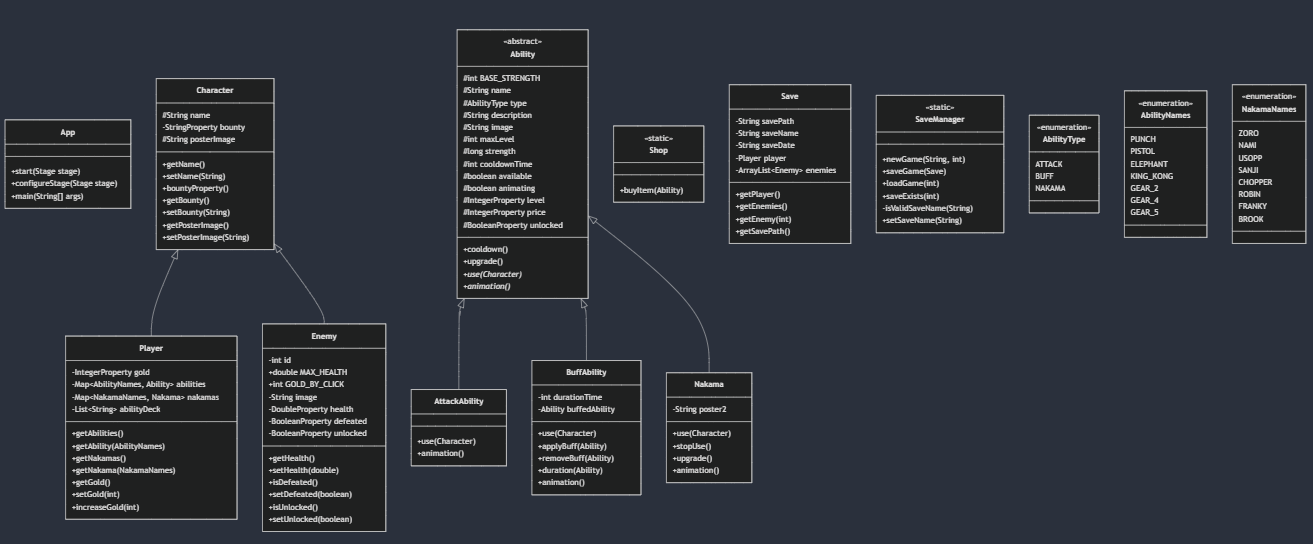 App
+start(Stage stage)
+configureStage(Stage stage)
+main(String[] args)
Character
#String name
-StringProperty bounty
#String posterImage
+getName()
+setName(String)
+bountyProperty()
+getBounty()
+setBounty(String)
+getPosterImage()
+setPosterImage(String)
«abstract»
Ability
#int BASE_STRENGTH
#String name
#AbilityType type
#String description
#String image
#int maxLevel
#long strength
#int cooldownTime
#boolean available
#boolean animating
#IntegerProperty level
#IntegerProperty price
#BooleanProperty unlocked
+cooldown()
+upgrade()
+use(Character)
+animation()
«static»
Shop
+buyItem(Ability)
Save
-String savePath
-String saveName
-String saveDate
-Player player
-ArrayList<Enemy> enemies
+getPlayer()
+getEnemies()
+getEnemy(int)
+getSavePath()
«static»
SaveManager
+newGame(String, int)
+saveGame(Save)
+loadGame(int)
+saveExists(int)
-isValidSaveName(String)
+setSaveName(String)
«enumeration»
AbilityType
ATTACK
BUFF
NAKAMA
«enumeration»
AbilityNames
PUNCH
PISTOL
ELEPHANT
KING_KONG
GEAR_2
GEAR_4
GEAR_5
«enumeration»
NakamaNames
ZORO
NAMI
USOPP
SANJI
CHOPPER
ROBIN
FRANKY
BROOK
Player
-IntegerProperty gold
-Map<AbilityNames, Ability> abilities
-Map<NakamaNames, Nakama> nakamas
-List<String> abilityDeck
+getAbilities()
+getAbility(AbilityNames)
+getNakamas()
+getNakama(NakamaNames)
+getGold()
+setGold(int)
+increaseGold(int)
Enemy
-int id
+double MAX_HEALTH
+int GOLD_BY_CLICK
-String image
-DoubleProperty health
-BooleanProperty defeated
-BooleanProperty unlocked
+getHealth()
+setHealth(double)
+isDefeated()
+setDefeated(boolean)
+isUnlocked()
+setUnlocked(boolean)
AttackAbility
+use(Character)
+animation()
BuffAbility
-int durationTime
-Ability buffedAbility
+use(Character)
+applyBuff(Ability)
+removeBuff(Ability)
+duration(Ability)
+animation()
Nakama
-String poster2
+use(Character)
+stopUse()
+upgrade()
+animation()